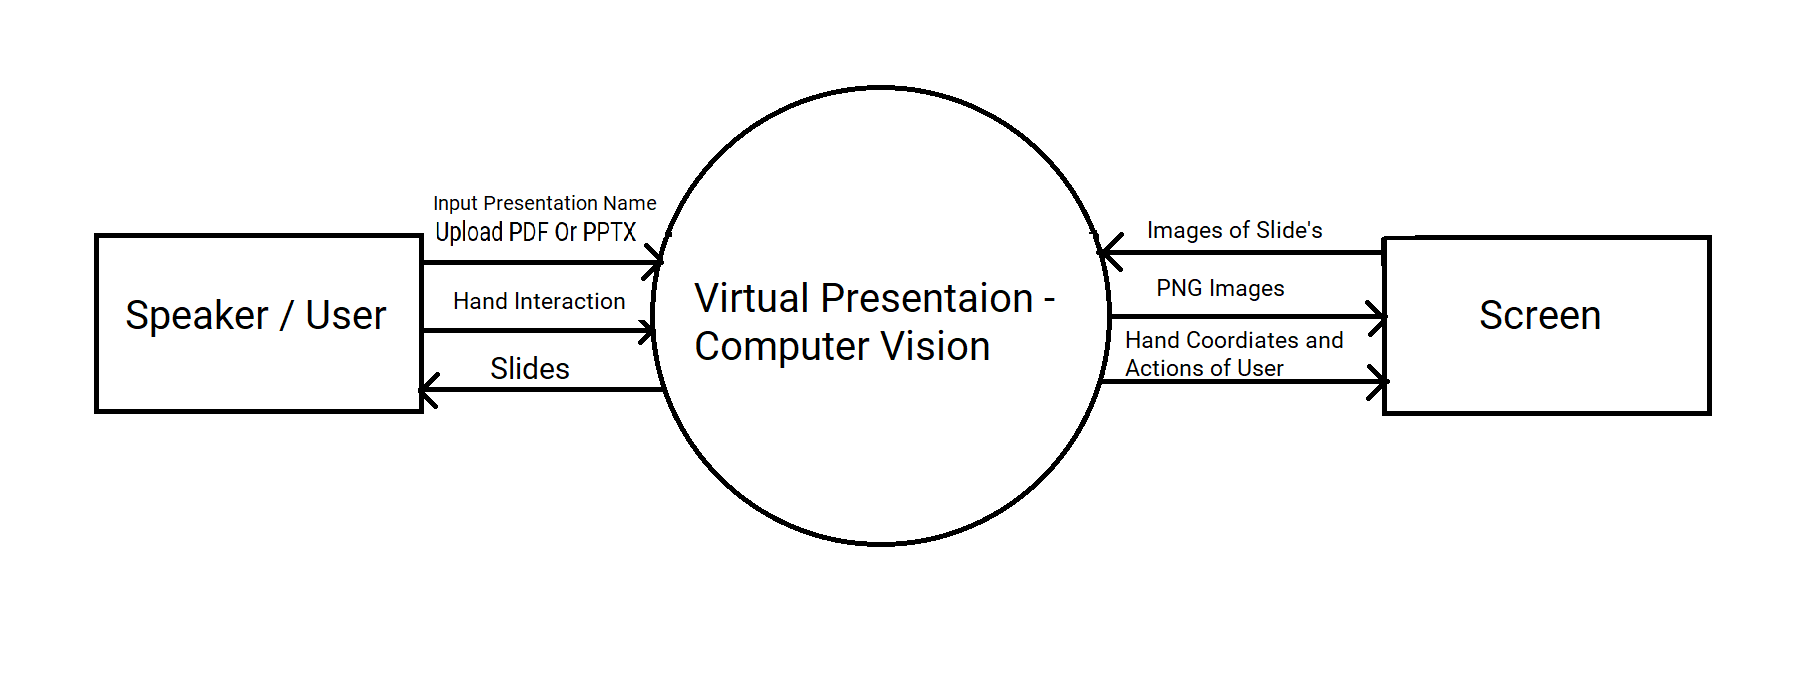 Input Presentation Name
Upload PDF Or PPTX
Speaker / User
Hand Interaction
Slides
Virtual Presentaion -
Computer Vision
Images of Slide's
PNG Images
Hand Coordiates and
Actions of User
Screen